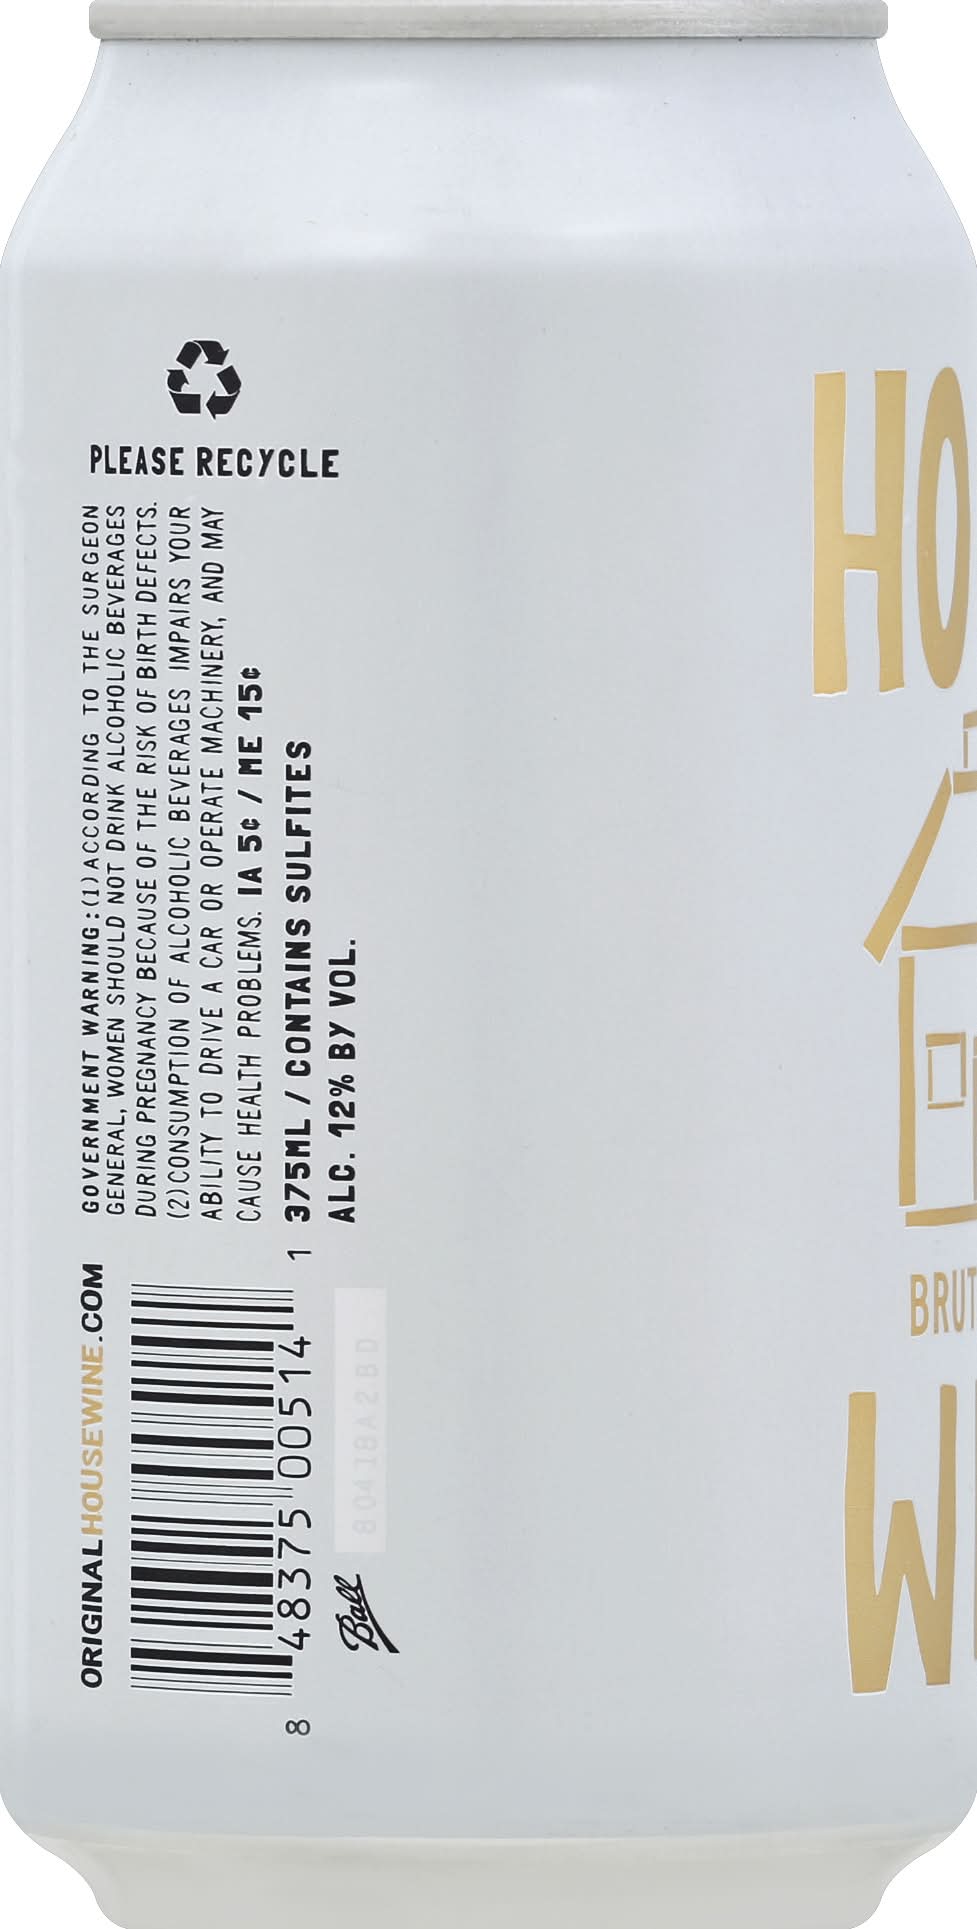 PLEASE RECYCLE
GOVERNMENT WARNING:(1)ACCORDING TO THE SURGEON
GENERAL, WOMEN SHOULD NOT DRINK ALCOHOLIC BEVERAGES
DURING PREGNANCY BECAUSE OF THE RISK OF BIRTH DEFECTS.
(2)CONSUMPTION OF ALCOHOLIC BEVERAGES IMPAIRS YOUR
ABILITY TO DRIVE A CAR OR OPERATE MACHINERY, AND MAY
CAUSE HEALTH PROBLEMS. IA 5¢ / ME 15¢
375ML / CONTAINS SULFITES
ALC. 12% BY VOL.
ORIGINALHOUSEWINE.COM
8 48375 00514 1
Ball
80418A2BD
HO
BRUT
W